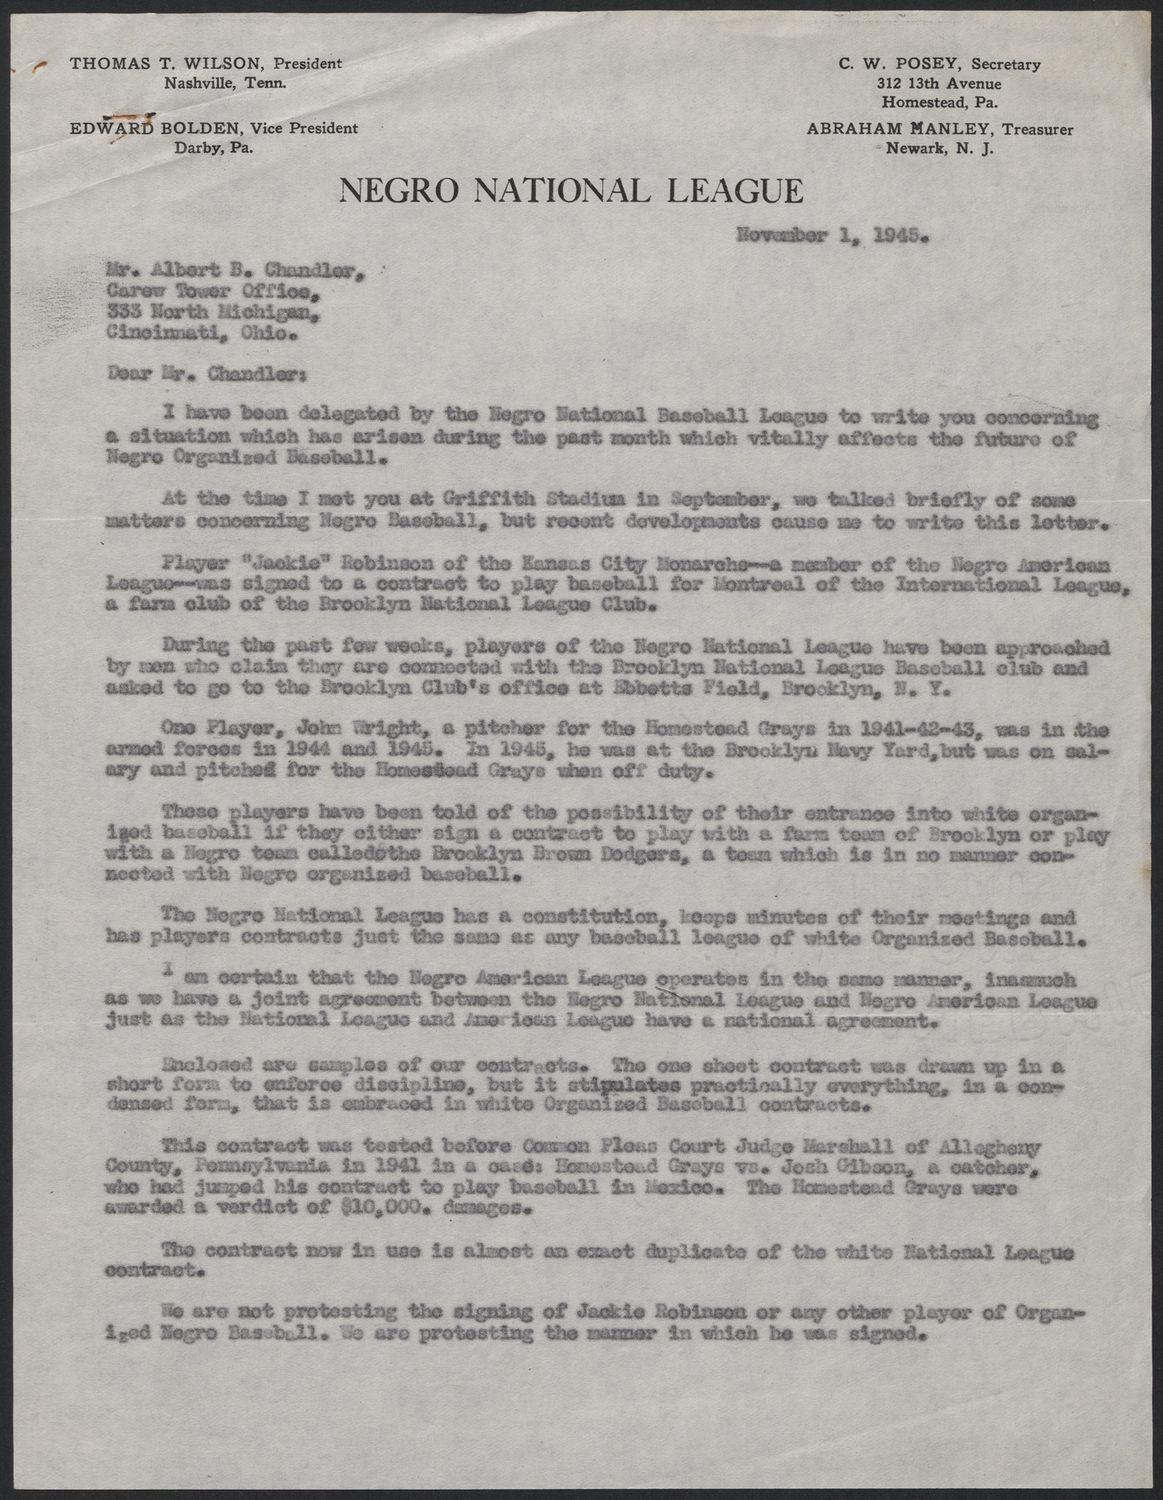 THOMAS T. WILSON, President
Nashville, Tenn.
EDWARD BOLDEN, Vice President
Darby, Pa.
C. W. POSEY, Secretary
312 13th Avenue
Homestead, Pa.
ABRAHAM MANLEY, Treasurer
Newark, N. J.
NEGRO NATIONAL LEAGUE
November 1, 1945.
Mr. Albert B. Chandler,
Carew Tower Office,
333 North Michigan,
Cincinnati, Ohio.
Dear Mr. Chandler:
I have been delegated by the Negro National Baseball League to write you concerning
a situation which has arisen during the past month which vitally affects the future of
Negro Organized Baseball.
At the time I met you at Griffith Stadium in September, we talked briefly of some
matters concerning Negro Baseball, but recent developments cause me to write this letter.
Player "Jackie" Robinson of the Kansas City Monarchs--a member of the Negro American
League--was signed to a contract to play baseball for Montreal of the International League,
a farm club of the Brooklyn National League Club.
During the past few weeks, players of the Negro National League have been approached
by men who claim they are connected with the Brooklyn National League Baseball club and
asked to go to the Brooklyn Club's office at Ebbetts Field, Brooklyn, N. Y.
One Player, John Wright, a pitcher for the Homestead Grays in 1941-42-43, was in the
armed forces in 1944 and 1945. In 1945, he was at the Brooklyn Navy Yard,but was on sal-
ary and pitched for the Homestead Grays when off duty.
These players have been told of the possibility of their entrance into white organ-
ized baseball if they either sign a contract to play with a farm team of Brooklyn or play
with a Negro team called the Brooklyn Brown Dodgers, a team which is in no manner con-
nected with Negro organized baseball.
The Negro National League has a constitution, keeps minutes of their meetings and
has players contracts just the same as any baseball league of white Organized Baseball.
I am certain that the Negro American League operates in the same manner, inasmuch
as we have a joint agreement between the Negro National League and Negro American League
just as the National League and American League have a national agreement.
Enclosed are samples of our contracts. The one sheet contract was drawn up in a
short form to enforce discipline, but it stipulates practically everything, in a con-
densed form, that is embraced in white Organized Baseball contracts.
This contract was tested before Common Pleas Court Judge Marshall of Allegheny
County, Pennsylvania in 1941 in a case: Homestead Grays vs. Josh Gibson, a catcher,
who had jumped his contract to play baseball in Mexico. The Homestead Grays were
awarded a verdict of $10,000. damages.
The contract now in use is almost an exact duplicate of the white National League
contract.
We are not protesting the signing of Jackie Robinson or any other player of Organ-
ized Negro Baseball. We are protesting the manner in which he was signed.